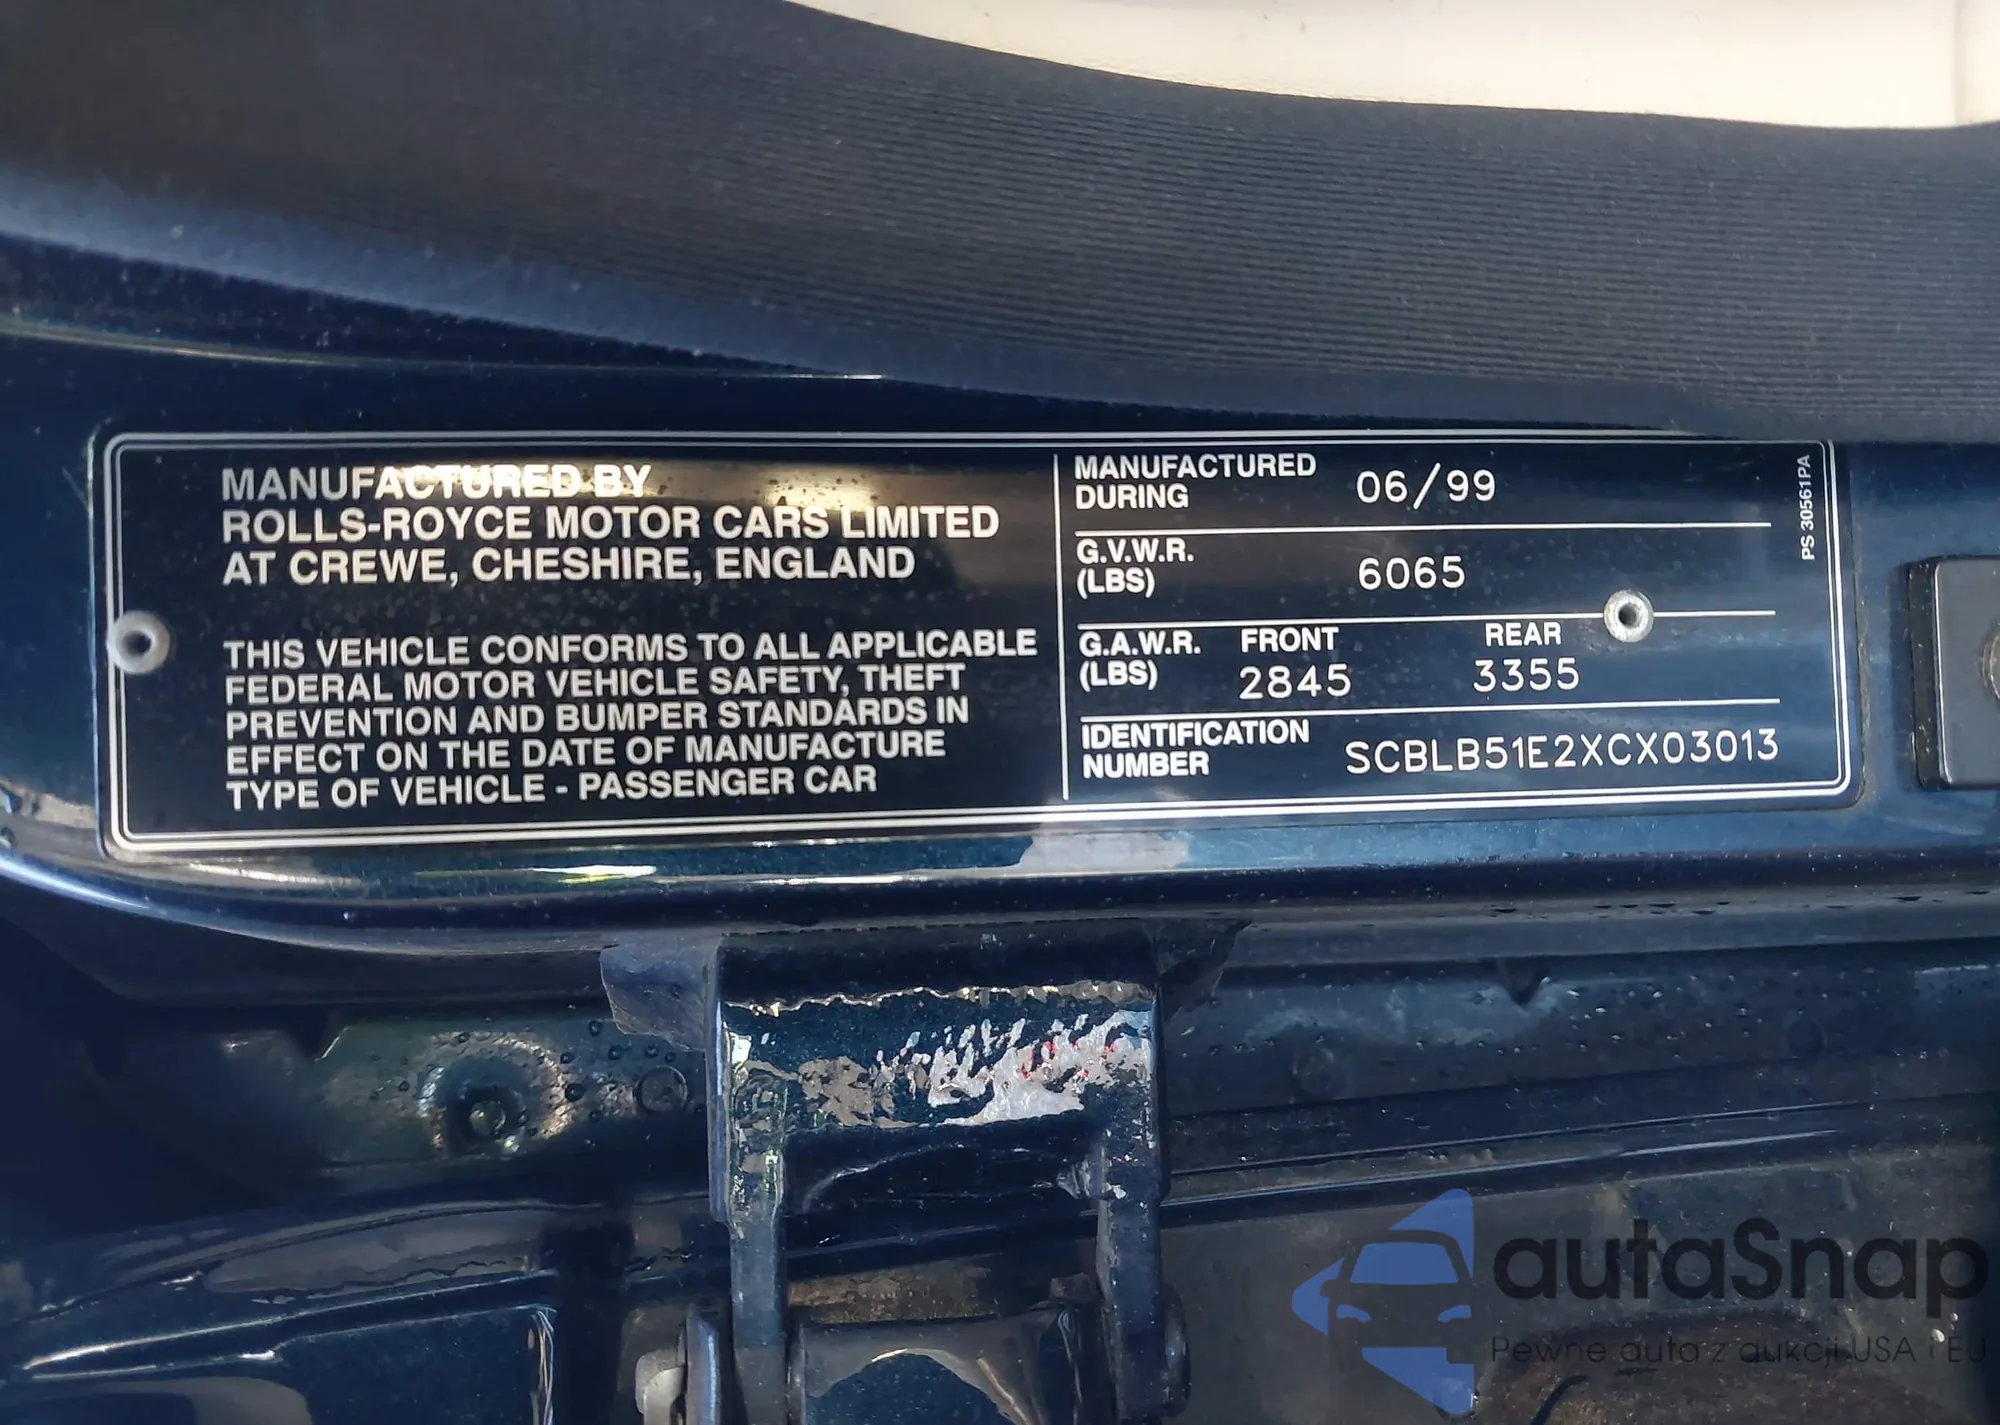 MANUFACTURED BY
ROLLS-ROYCE MOTOR CARS LIMITED
AT CREWE, CHESHIRE, ENGLAND
THIS VEHICLE CONFORMS TO ALL APPLICABLE
FEDERAL MOTOR VEHICLE SAFETY, THEFT
PREVENTION AND BUMPER STANDARDS IN
EFFECT ON THE DATE OF MANUFACTURE
TYPE OF VEHICLE - PASSENGER CAR
MANUFACTURED
DURING 06/99
G.V.W.R.
(LBS) 6065
G.A.W.R. FRONT REAR
(LBS) 2845 3355
IDENTIFICATION
NUMBER SCBLB51E2XCX03013
PS 30561PA
autaSnap
Pewne auta z aukcji USA i EU